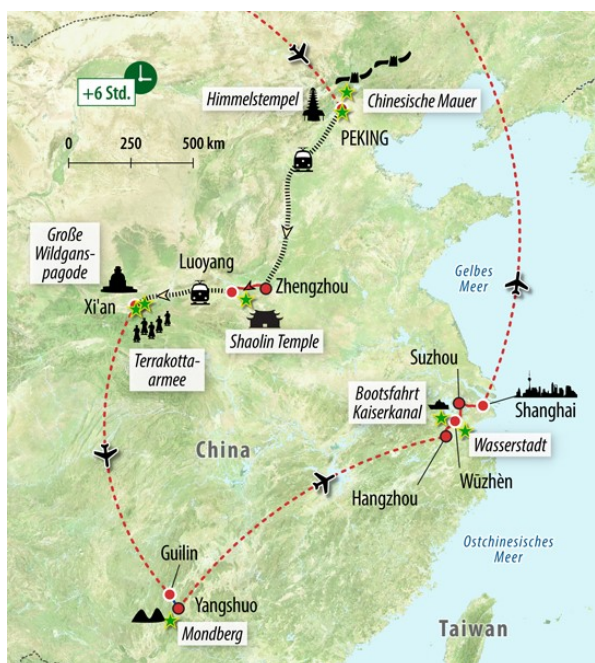 +6 Std.
0 250 500 km
Himmelstempel
Chinesische Mauer
PEKING
Große
Wildgans-
pagode
Luoyang
Zhengzhou
Xi'an
Shaolin Temple
Terrakotta-
armee
Gelbes
Meer
Suzhou
Bootsfahrt
Kaiserkanal
Shanghai
China
Wasserstadt
Wūzhèn
Hangzhou
Ostchinesisches
Meer
Guilin
Yangshuo
Mondberg
Taiwan